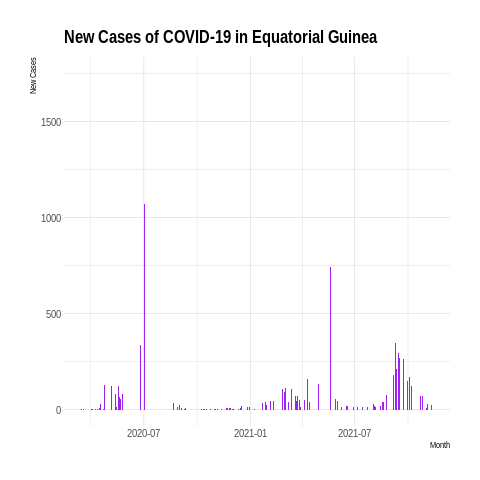 New Cases of COVID-19 in Equatorial Guinea
New Cases
1500
1000
500
0
2020-07
2021-01
2021-07
Month